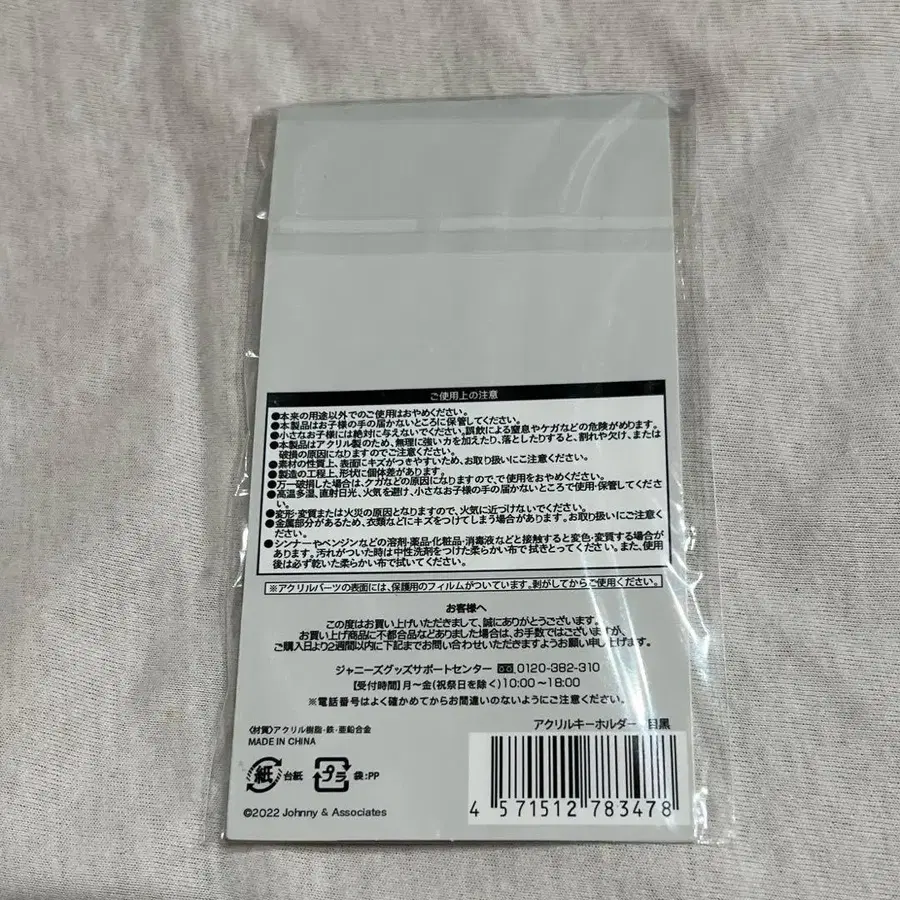 ご使用上の注意
●本来の用途以外でのご使用はおやめください。
●本製品はお子様の手の届かないところに保管してください。
●小さなお子様には絶対に与えないでください。誤飲による窒息やケガなどの危険があります。
●本製品はアクリル製のため、無理に強い力を加えたり、落としたりすると、割れや欠け、または
破損の原因になりますのでご注意ください。
●素材の性質上、表面にキズがつきやすいため、お取り扱いにご注意ください。
●製造の工程上、形状に個体差があります。
●万一破損した場合は、ケガなどの原因になりますので、ご使用をおやめください。
●高温多湿、直射日光、火気を避け、小さなお子様の手の届かないところで使用・保管してくださ
い。
●変形・変質または火災の原因となりますので、火気に近づけないでください。
●金属部分があるため、衣類などにキズをつけてしまう場合があります。お取り扱いにご注意くだ
さい。
●シンナーやベンジンなどの溶剤・薬品・化粧品・消毒液などと接触すると変色・変質する場合が
あります。汚れがついた時は中性洗剤をつけた柔らかい布で拭きとってください。また、使用
後は必ず乾いた柔らかい布で拭いてください。
※アクリルパーツの表面には、保護用のフィルムがついています。剥がしてからご使用ください。
お客様へ
この度はお買い上げいただきまして、誠にありがとうございます。
お買い上げ商品に不都合品などありました場合は、お手数ではございますが、
ご購入日より2週間以内に下記までお問い合わせいただきますようお願い申し上げます。
ジャニーズグッズサポートセンター 0120-382-310
【受付時間】月～金(祝祭日を除く)10:00～18:00
※電話番号はよく確かめてからお間違いのないようにご注意ください。
アクリルキーホルダー 目黒
〈材質〉アクリル樹脂・鉄・亜鉛合金
MADE IN CHINA
紙 台紙 プラ 袋:PP
©2022 Johnny & Associates
4 571512 783478